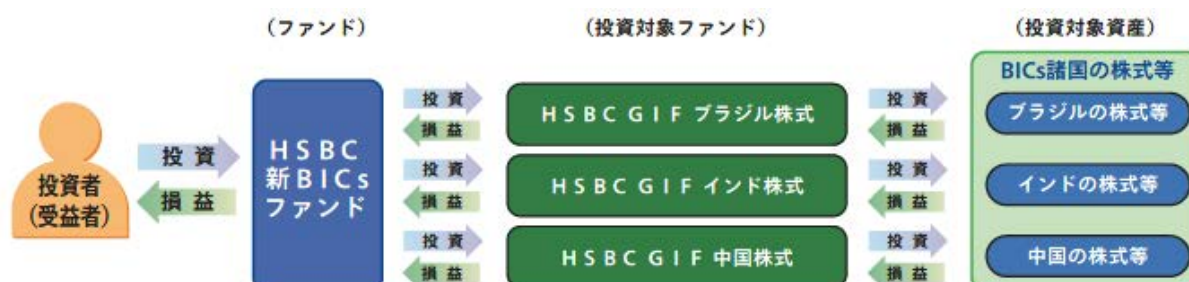 （ファンド）
（投資対象ファンド）
（投資対象資産）
BICs諸国の株式等
投資者
（受益者）
投資
損益
HSBC
新BICs
ファンド
投資
損益
HSBC GIF ブラジル株式
投資
損益
ブラジルの株式等
投資
損益
HSBC GIF インド株式
投資
損益
インドの株式等
投資
損益
HSBC GIF 中国株式
投資
損益
中国の株式等